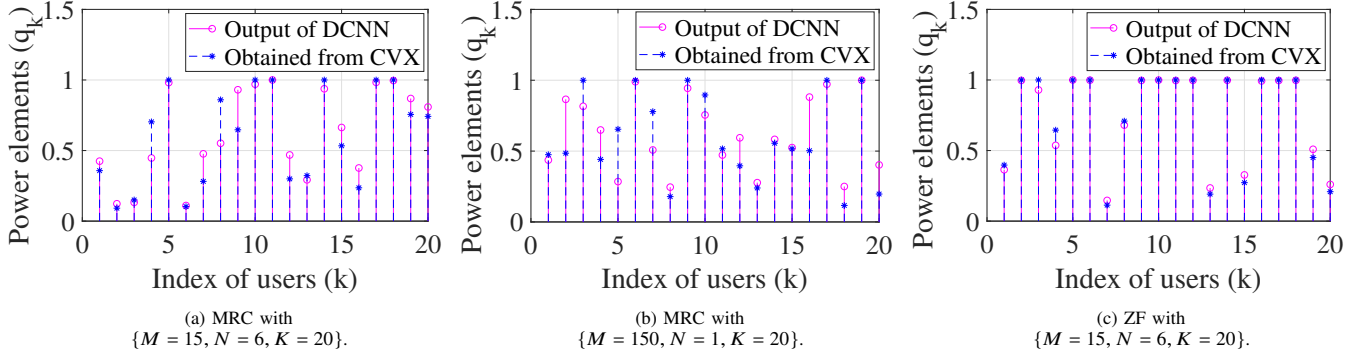 1.5
1
0.5
0
Power elements (q_k)
Output of DCNN
Obtained from CVX
0 5 10 15 20
Index of users (k)
(a) MRC with
{M = 15, N = 6, K = 20}.
1.5
1
0.5
0
Power elements (q_k)
Output of DCNN
Obtained from CVX
0 5 10 15 20
Index of users (k)
(b) MRC with
{M = 150, N = 1, K = 20}.
1.5
1
0.5
0
Power elements (q_k)
Output of DCNN
Obtained from CVX
0 5 10 15 20
Index of users (k)
(c) ZF with
{M = 15, N = 6, K = 20}.